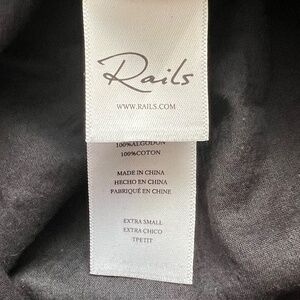 Rails
WWW.RAILS.COM
100%ALGODON
100%COTON
MADE IN CHINA
HECHO EN CHINA
FABRIQUÉ EN CHINE
EXTRA SMALL
EXTRA CHICO
TPETIT